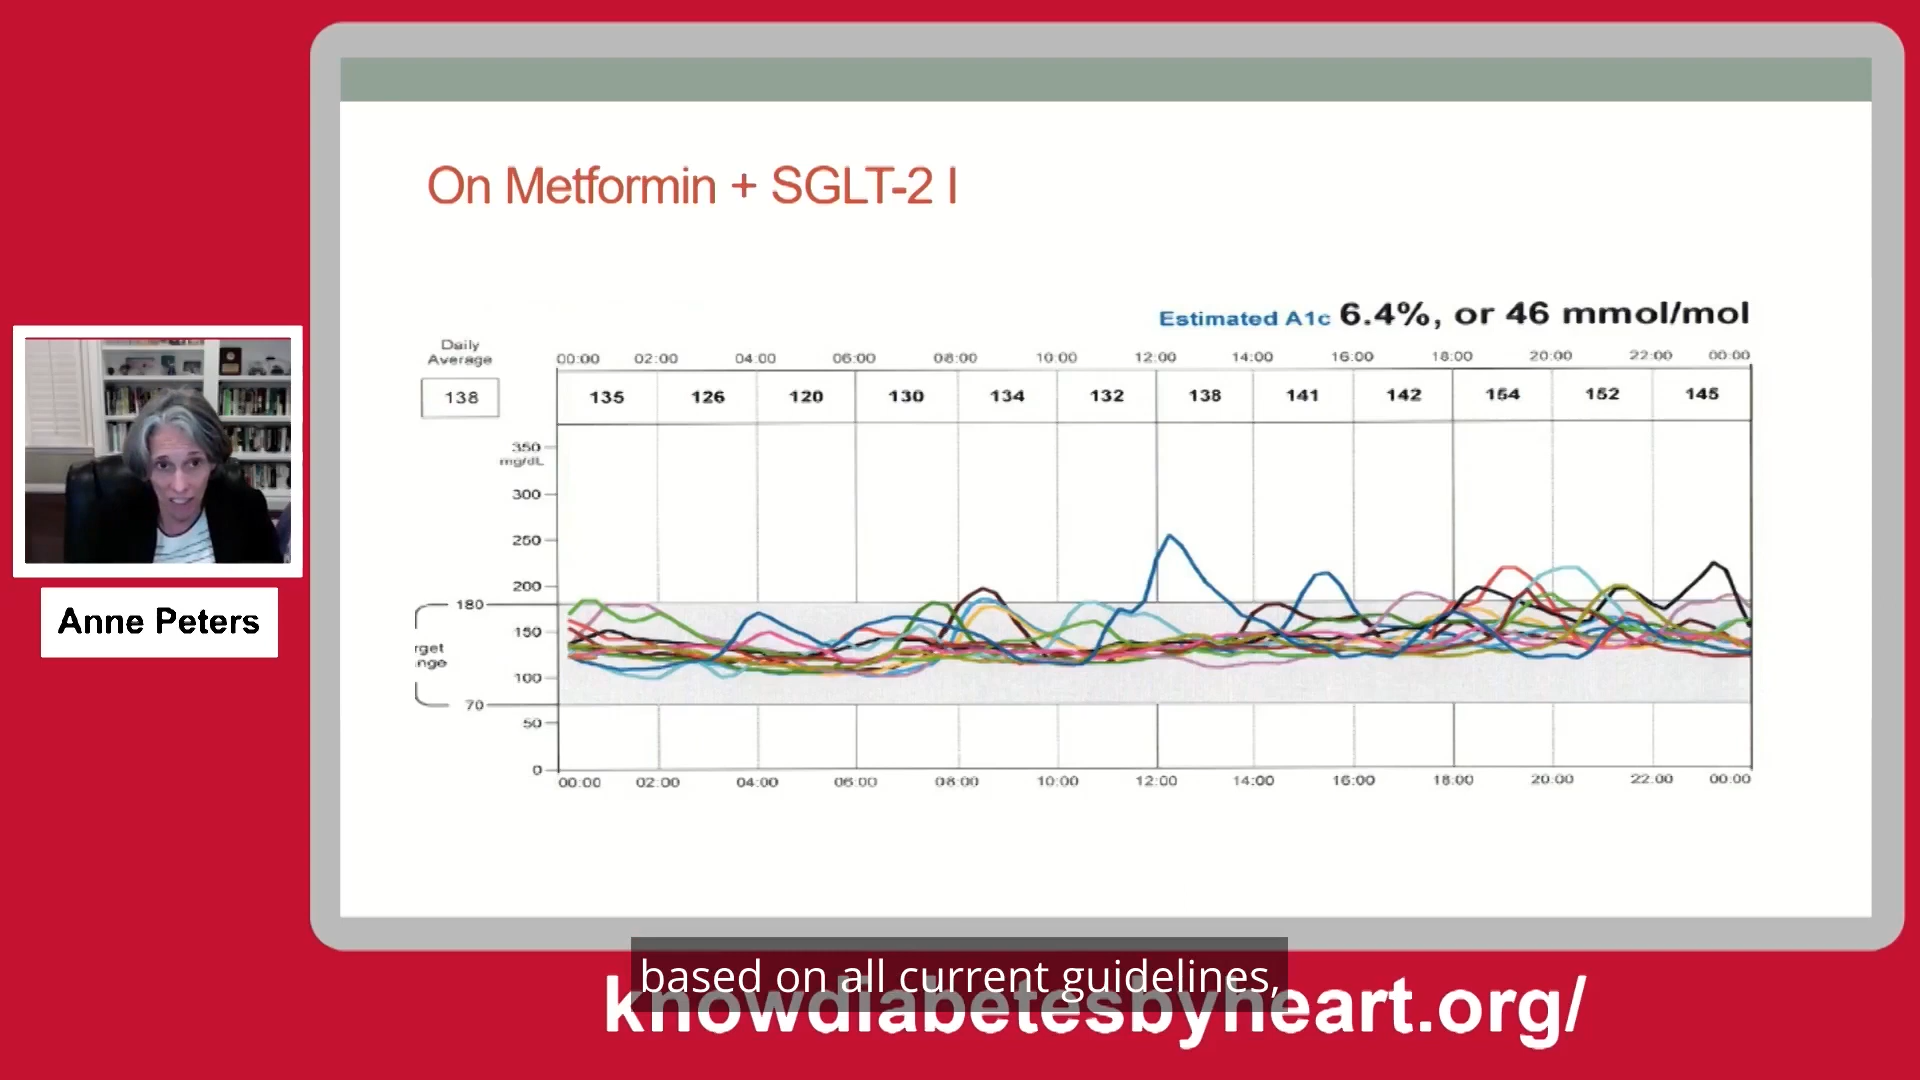 On Metformin + SGLT-2 I
Estimated A1c 6.4%, or 46 mmol/mol
Daily
Average
00:00 02:00 04:00 06:00 08:00 10:00 12:00 14:00 16:00 18:00 20:00 22:00 00:00
138 135 126 120 130 134 132 138 141 142 154 152 145
350
mg/dL
300
250
200
180
150
rget
nge
100
70
50
0
00:00 02:00 04:00 06:00 08:00 10:00 12:00 14:00 16:00 18:00 20:00 22:00 00:00
Anne Peters
based on all current guidelines,
knowdiabetesbyheart.org/